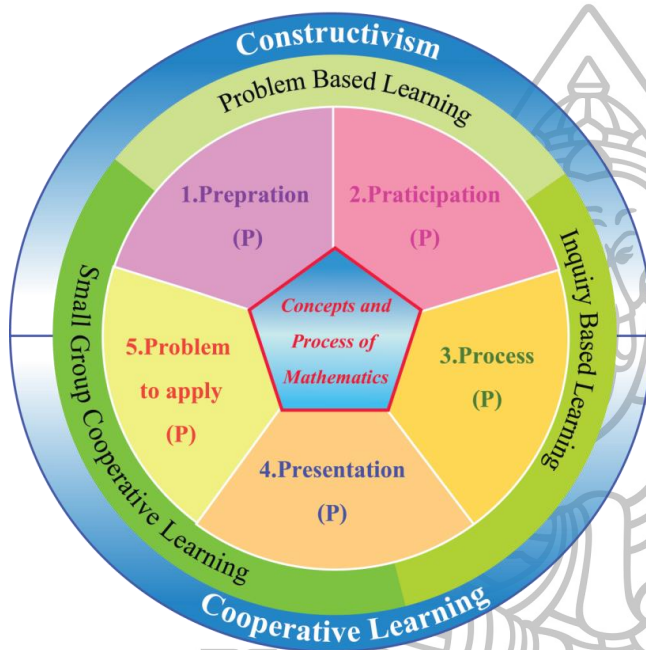 Constructivism
Problem Based Learning
1.Prepration
(P)
2.Praticipation
(P)
Inquiry Based Learning
Small Group Cooperative Learning
Concepts and
Process of
Mathematics
3.Process
(P)
5.Problem
to apply
(P)
4.Presentation
(P)
Cooperative Learning